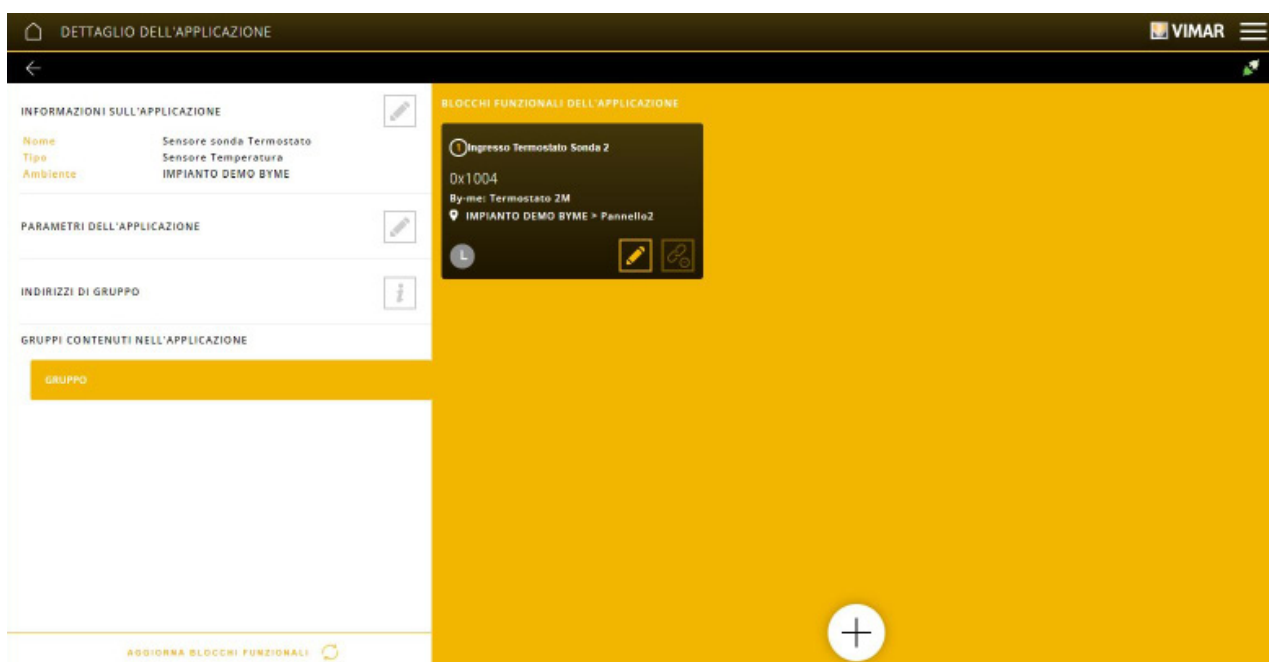 DETTAGLIO DELL'APPLICAZIONE
VIMAR
INFORMAZIONI SULL'APPLICAZIONE
Nome Sensore sonda Termostato
Tipo Sensore Temperatura
Ambiente IMPIANTO DEMO BYME
PARAMETRI DELL'APPLICAZIONE
INDIRIZZI DI GRUPPO
GRUPPI CONTENUTI NELL'APPLICAZIONE
GRUPPO
AGGIORNA BLOCCHI FUNZIONALI
BLOCCHI FUNZIONALI DELL'APPLICAZIONE
1 Ingresso Termostato Sonda 2
0x1004
By-me: Termostato 2M
IMPIANTO DEMO BYME > Pannello2
L